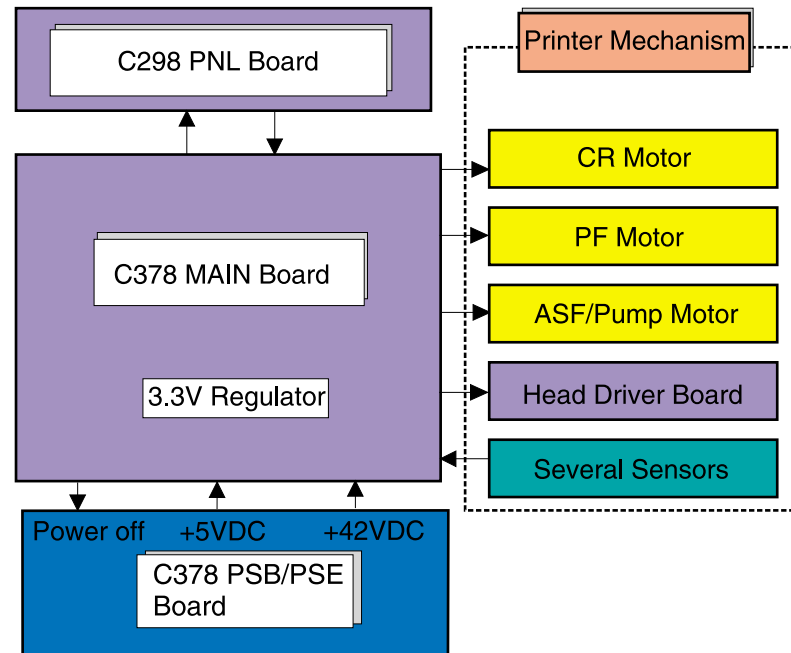 C298 PNL Board
Printer Mechanism
CR Motor
PF Motor
C378 MAIN Board
ASF/Pump Motor
3.3V Regulator
Head Driver Board
Several Sensors
Power off
+5VDC
+42VDC
C378 PSB/PSE
Board